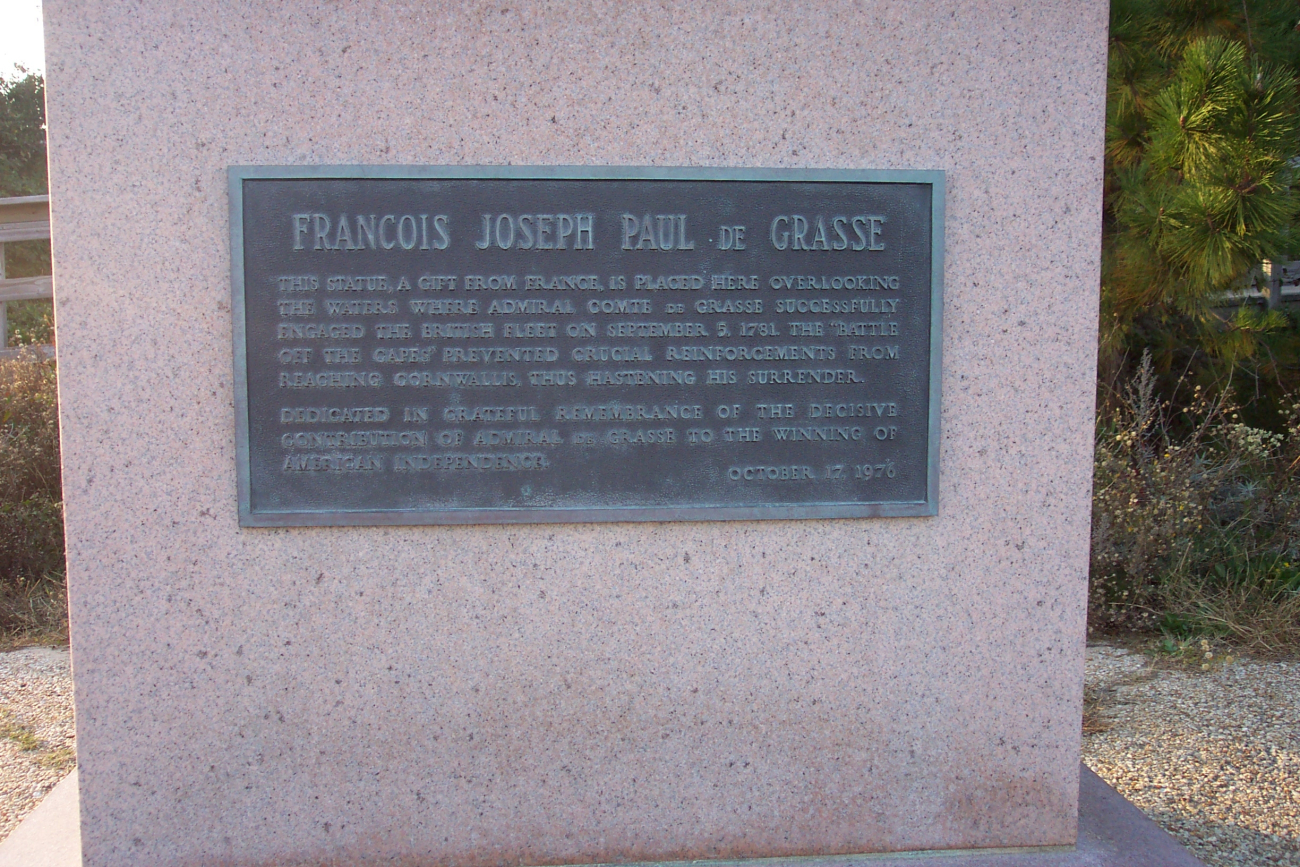 FRANCOIS JOSEPH PAUL DE GRASSE
THIS STATUE, A GIFT FROM FRANCE, IS PLACED HERE OVERLOOKING
THE WATERS WHERE ADMIRAL COMTE DE GRASSE SUCCESSFULLY
ENGAGED THE BRITISH FLEET ON SEPTEMBER 5, 1781. THE "BATTLE
OFF THE CAPES" PREVENTED CRUCIAL REINFORCEMENTS FROM
REACHING CORNWALLIS, THUS HASTENING HIS SURRENDER.
DEDICATED IN GRATEFUL REMEMBRANCE OF THE DECISIVE
CONTRIBUTION OF ADMIRAL DE GRASSE TO THE WINNING OF
AMERICAN INDEPENDENCE.
OCTOBER 17, 1976